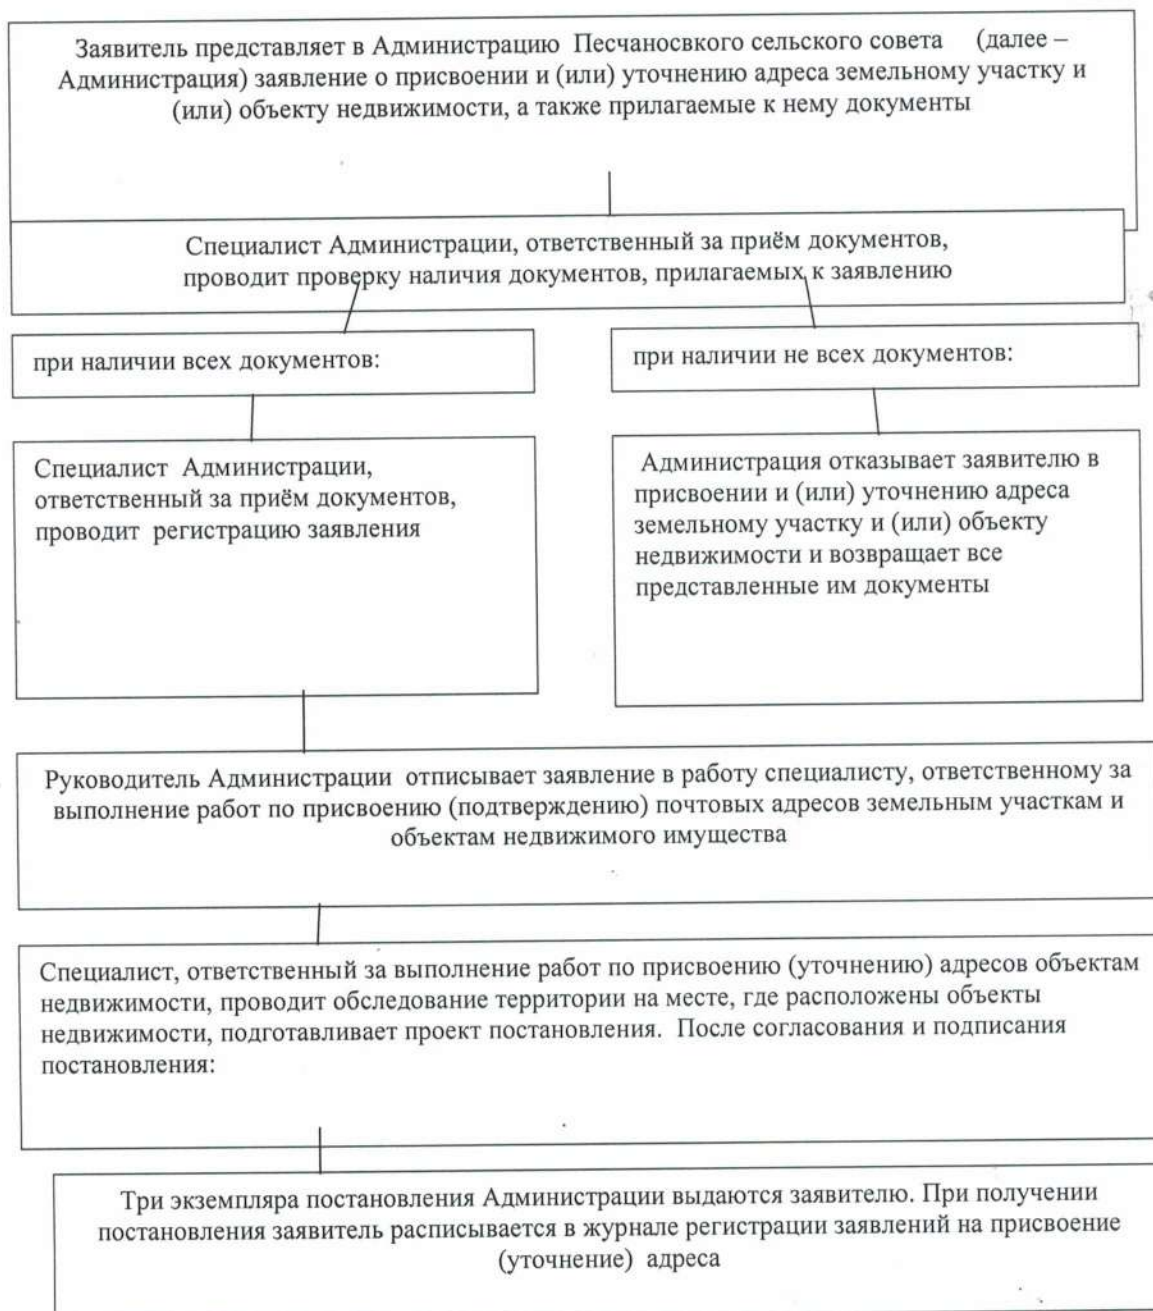 Заявитель представляет в Администрацию Песчаносвкого сельского совета (далее –
Администрация) заявление о присвоении и (или) уточнению адреса земельному участку и
(или) объекту недвижимости, а также прилагаемые к нему документы
Специалист Администрации, ответственный за приём документов,
проводит проверку наличия документов, прилагаемых к заявлению
при наличии всех документов:
при наличии не всех документов:
Специалист Администрации,
ответственный за приём документов,
проводит регистрацию заявления
Администрация отказывает заявителю в
присвоении и (или) уточнению адреса
земельному участку и (или) объекту
недвижимости и возвращает все
представленные им документы
Руководитель Администрации отписывает заявление в работу специалисту, ответственному за
выполнение работ по присвоению (подтверждению) почтовых адресов земельным участкам и
объектам недвижимого имущества
Специалист, ответственный за выполнение работ по присвоению (уточнению) адресов объектам
недвижимости, проводит обследование территории на месте, где расположены объекты
недвижимости, подготавливает проект постановления. После согласования и подписания
постановления:
Три экземпляра постановления Администрации выдаются заявителю. При получении
постановления заявитель расписывается в журнале регистрации заявлений на присвоение
(уточнение) адреса